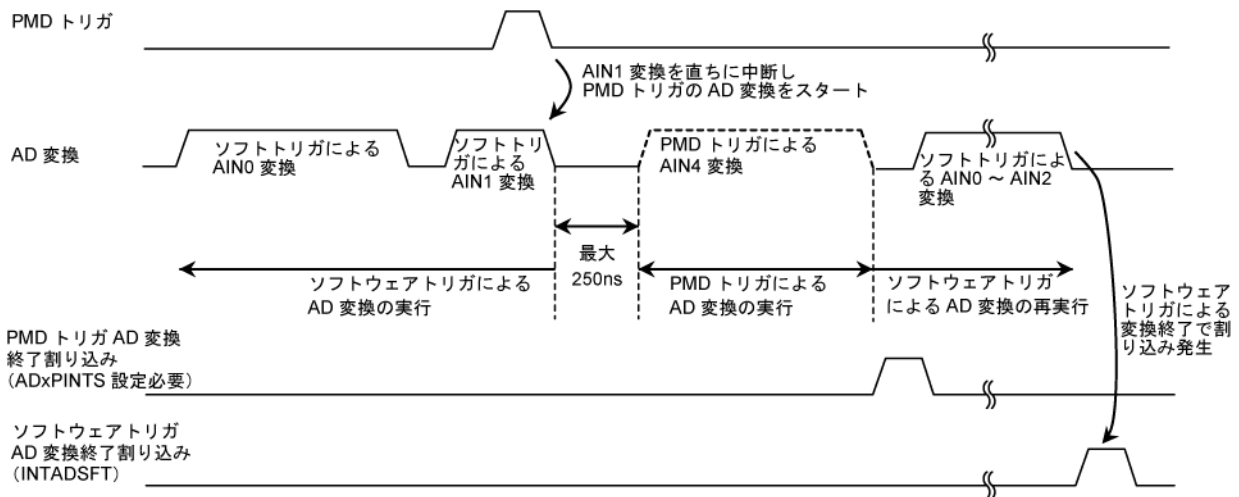 PMD トリガ
AIN1 変換を直ちに中断し
PMD トリガの AD 変換をスタート
AD 変換
ソフトトリガによる
AIN0 変換
ソフトトリ
ガによる
AIN1 変換
PMD トリガによる
AIN4 変換
ソフトトリガによ
る AIN0 ～ AIN2
変換
最大
250ns
ソフトウェアトリガによる
AD 変換の実行
PMD トリガによる
AD 変換の実行
ソフトウェアトリガ
による AD 変換の再実行
ソフトウェア
トリガによる
変換終了で割
り込み発生
PMD トリガ AD 変換
終了割り込み
(ADxPINTS 設定必要)
ソフトウェアトリガ
AD 変換終了割り込み
(INTADSFT)